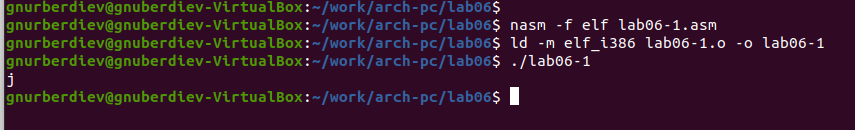 gnurberdiev@gnuberdiev-VirtualBox:~/work/arch-pc/lab06$
gnurberdiev@gnuberdiev-VirtualBox:~/work/arch-pc/lab06$ nasm -f elf lab06-1.asm
gnurberdiev@gnuberdiev-VirtualBox:~/work/arch-pc/lab06$ ld -m elf_i386 lab06-1.o -o lab06-1
gnurberdiev@gnuberdiev-VirtualBox:~/work/arch-pc/lab06$ ./lab06-1
j
gnurberdiev@gnuberdiev-VirtualBox:~/work/arch-pc/lab06$